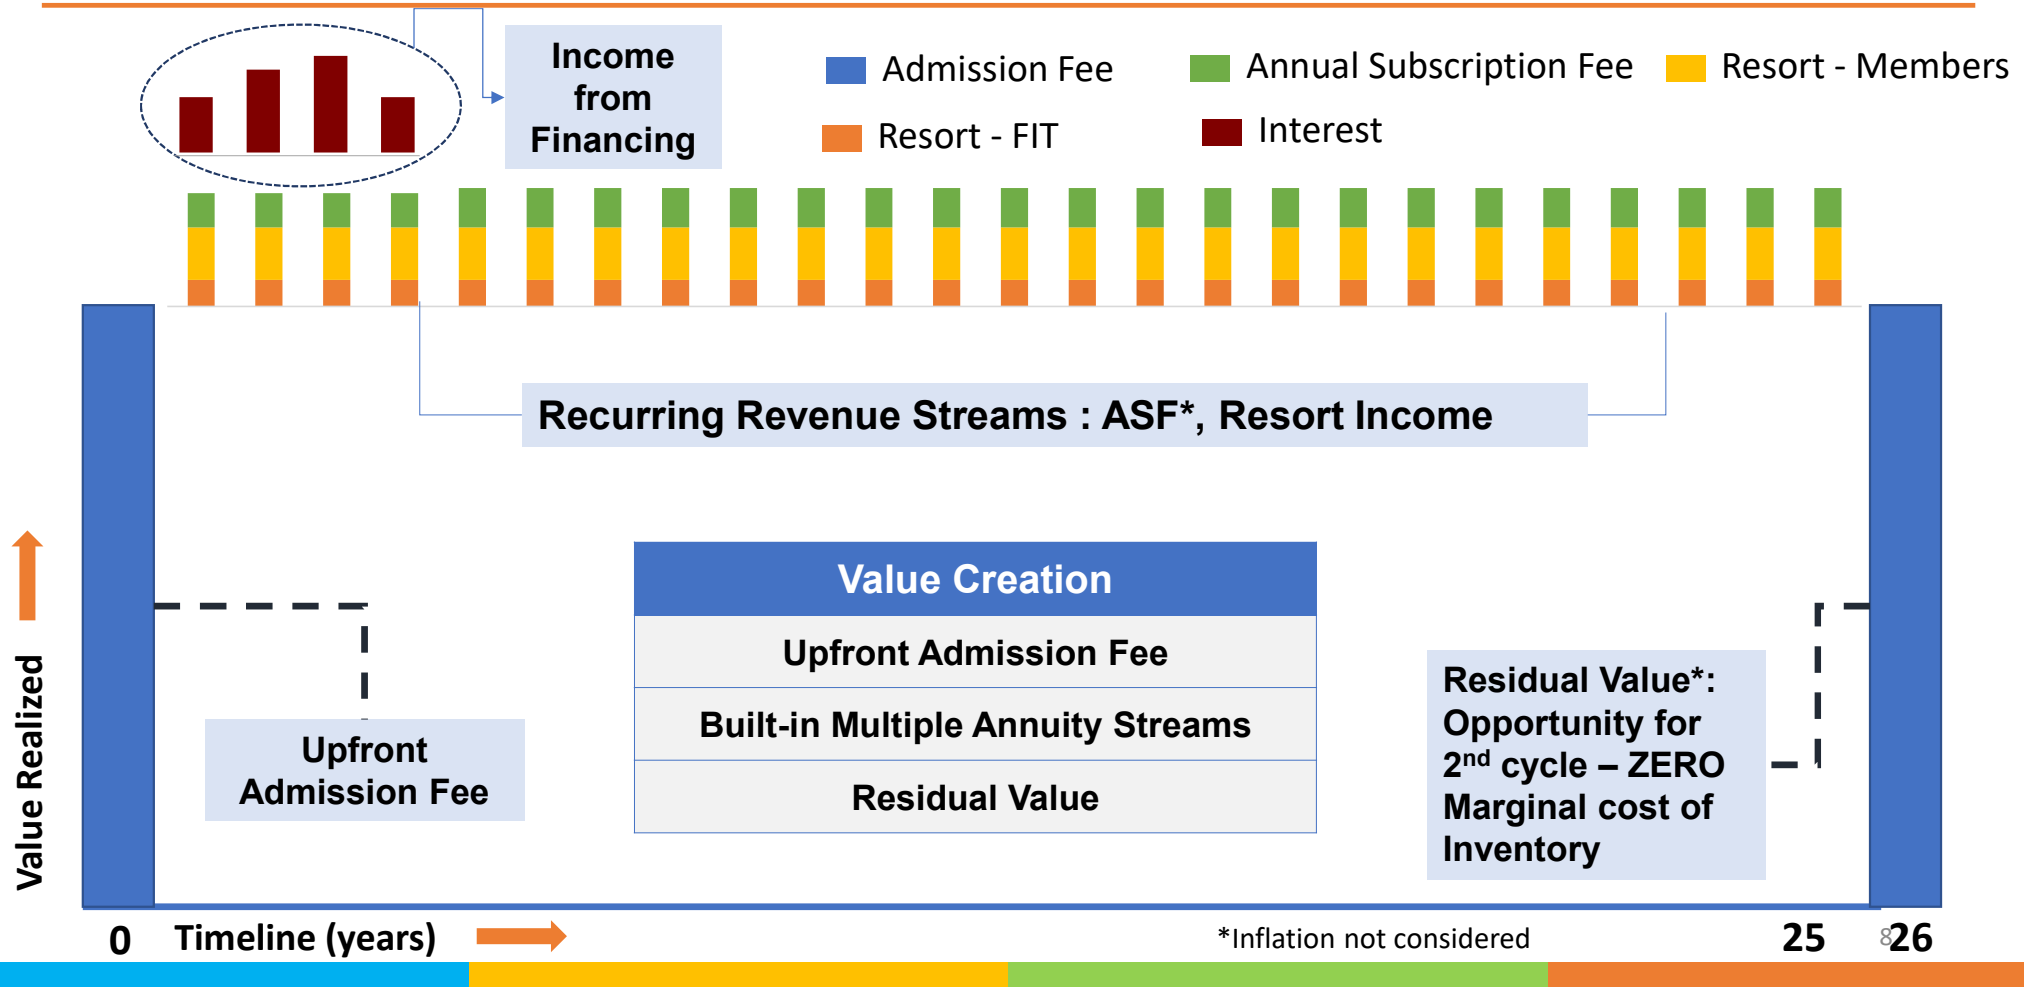 Income
from
Financing
Admission Fee
Annual Subscription Fee
Resort - Members
Resort - FIT
Interest
Recurring Revenue Streams : ASF*, Resort Income
Value Creation
Upfront Admission Fee
Built-in Multiple Annuity Streams
Residual Value
Upfront
Admission Fee
Residual Value*:
Opportunity for
2nd cycle – ZERO
Marginal cost of
Inventory
Value Realized
0
Timeline (years)
*Inflation not considered
25
8
26